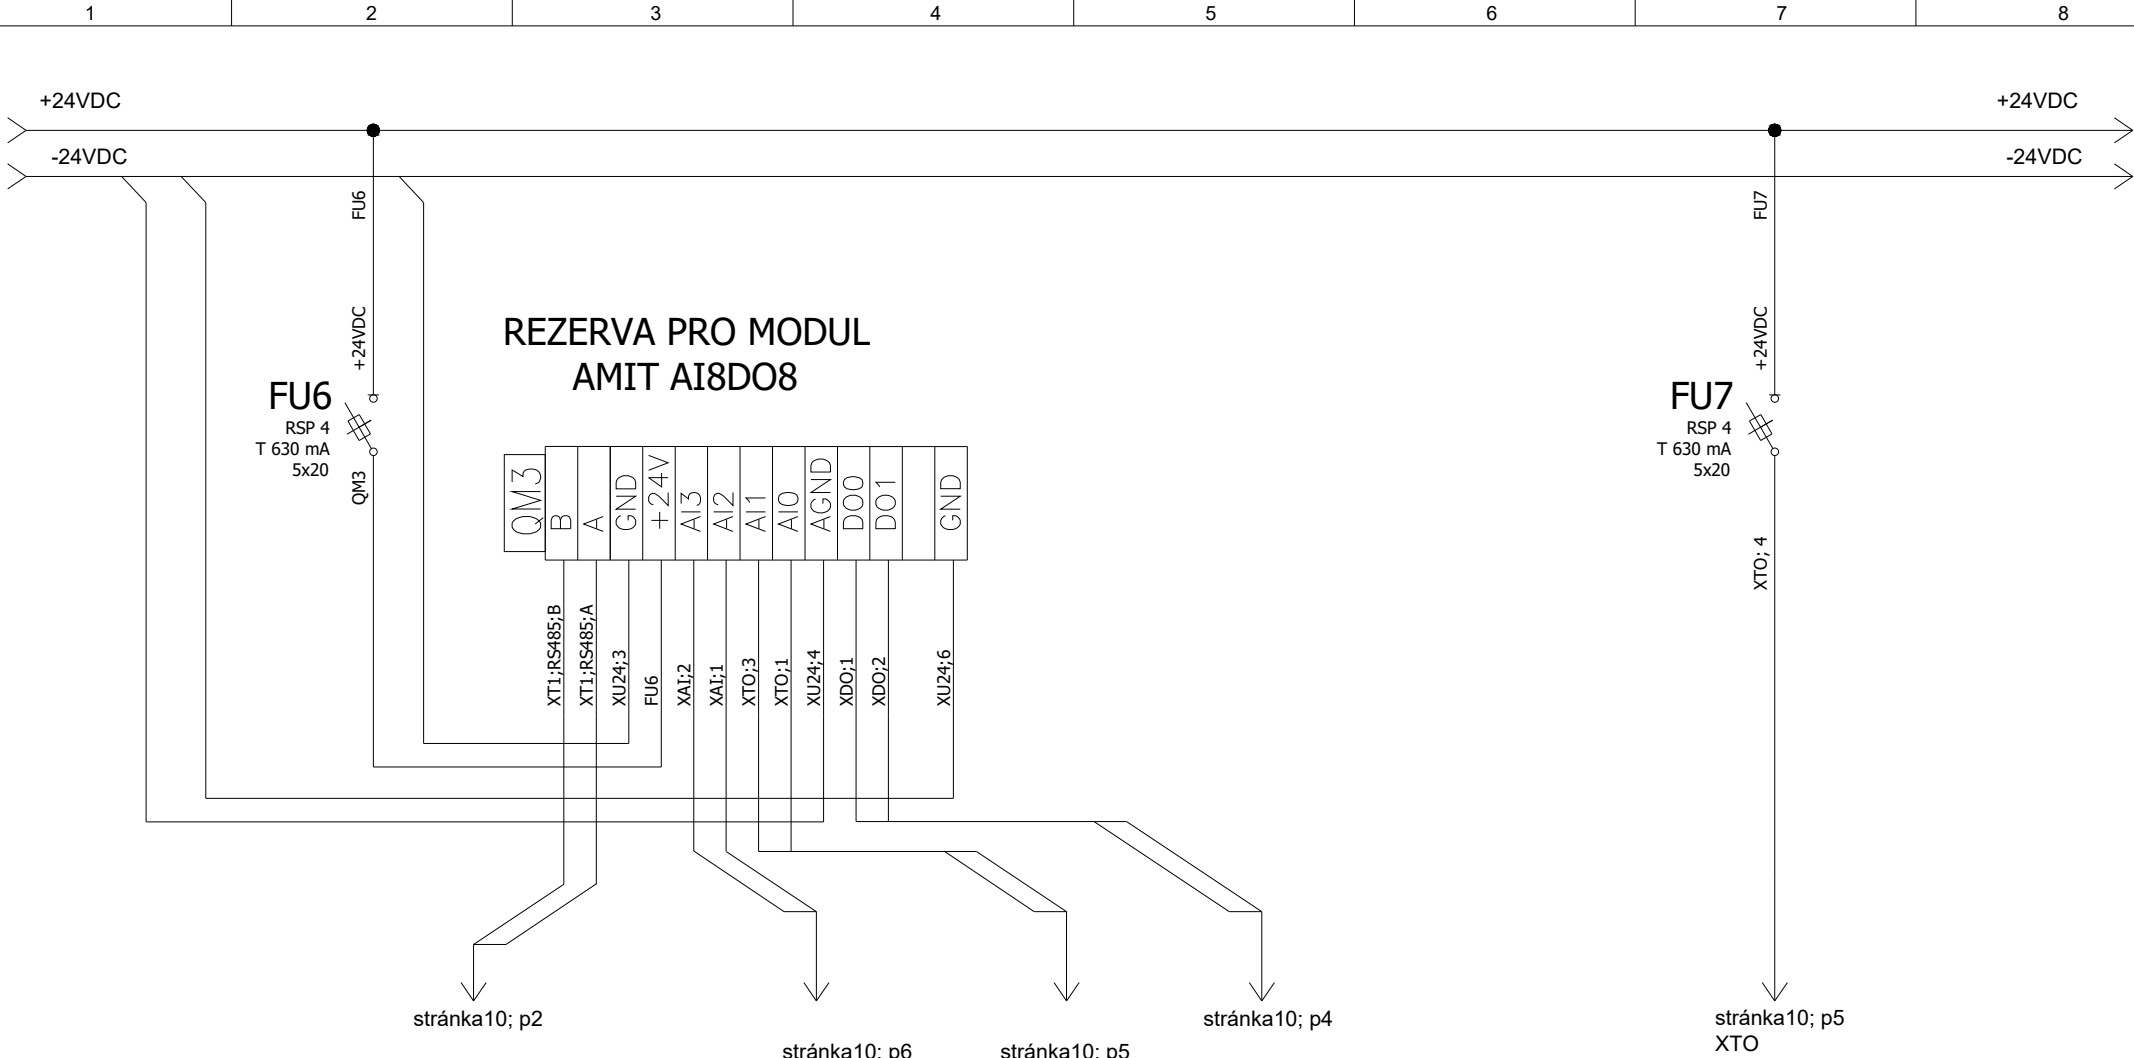 1 2 3 4 5 6 7 8
+24VDC +24VDC
-24VDC -24VDC
FU6
FU7
+24VDC
+24VDC
REZERVA PRO MODUL
AMIT AI8DO8
FU6
RSP 4
T 630 mA
5x20
QM3
FU7
RSP 4
T 630 mA
5x20
XTO; 4
QM3 B A GND +24V AI3 AI2 AI1 AI0 AGND DO0 DO1 GND
XT1;RS485;B
XT1;RS485;A
XU24;3
FU6
XAI;2
XAI;1
XTO;3
XTO;1
XU24;4
XDO;1
XDO;2
XU24;6
stránka10; p2
stránka10; p6
stránka10; p5
stránka10; p4
stránka10; p5
XTO